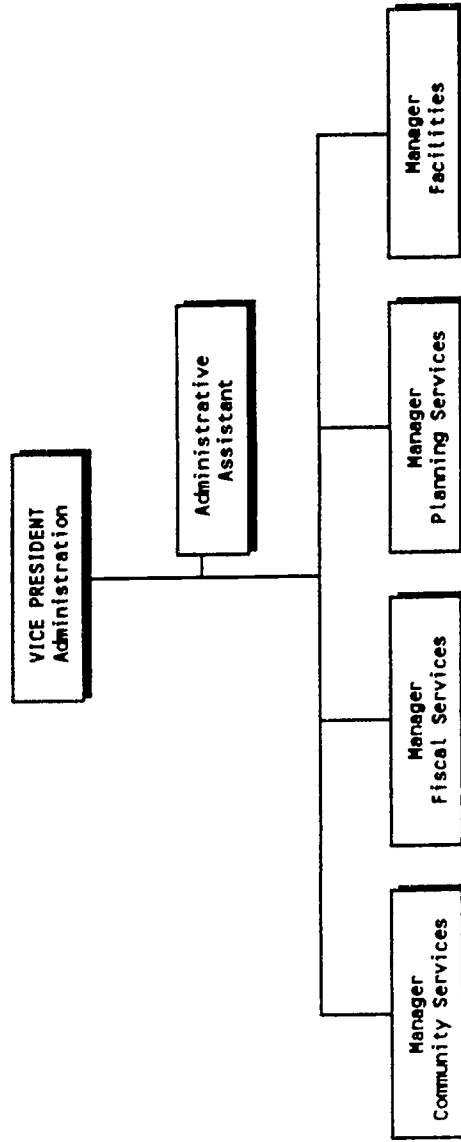 VICE PRESIDENT
Administration
Administrative
Assistant
Manager
Community Services
Manager
Fiscal Services
Manager
Planning Services
Manager
Facilities